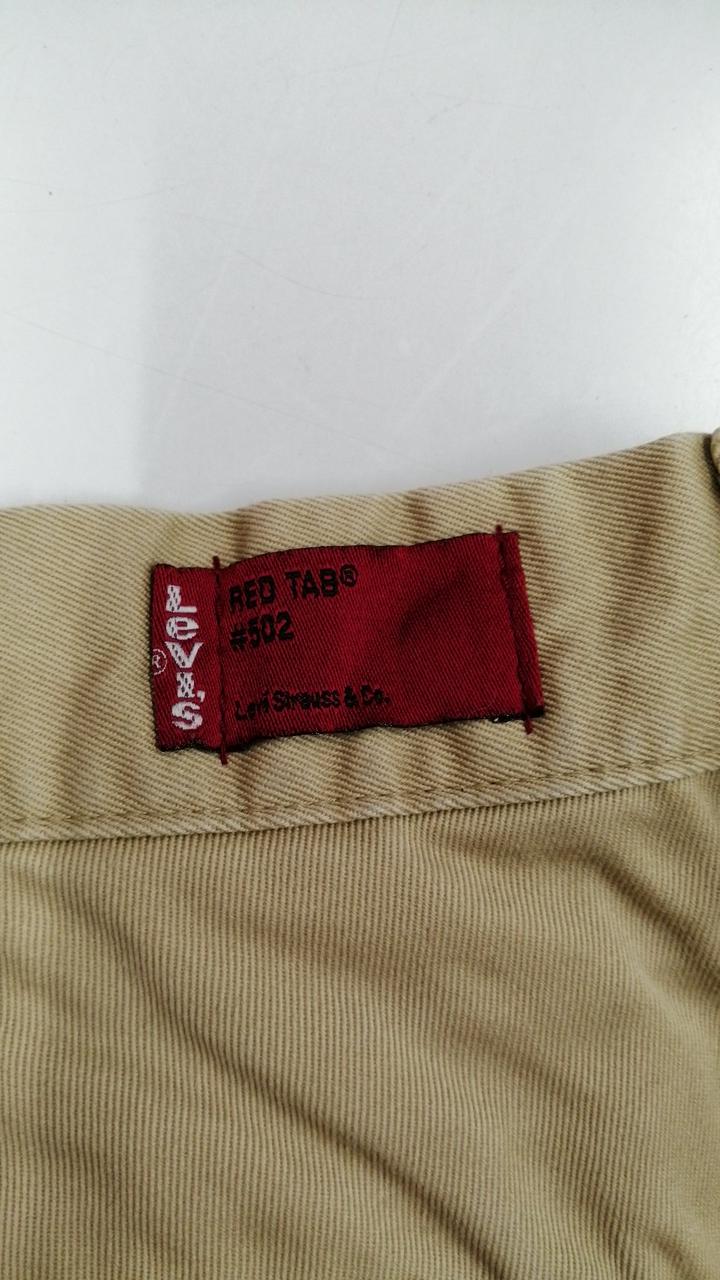 Levi's
®
RED TAB®
#502
Levi Strauss & Co.